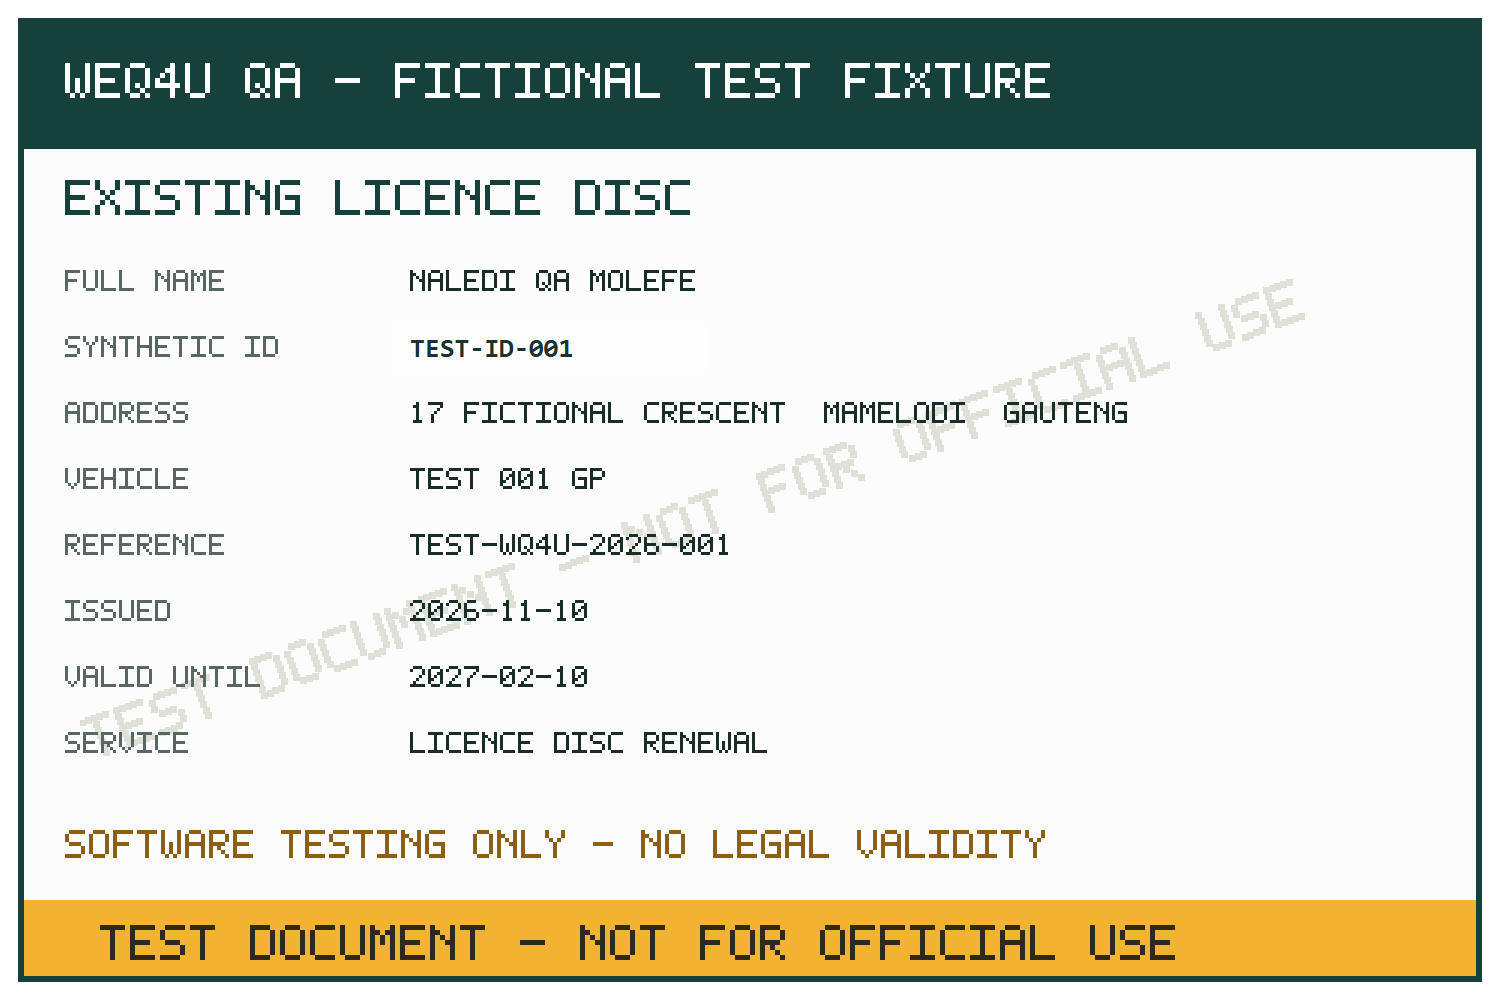 WEQ4U QA - FICTIONAL TEST FIXTURE
EXISTING LICENCE DISC
FULL NAME NALEDI QA MOLEFE
SYNTHETIC ID TEST-ID-001
ADDRESS 17 FICTIONAL CRESCENT MAMELODI GAUTENG
VEHICLE TEST 001 GP
REFERENCE TEST-WQ4U-2026-001
ISSUED 2026-11-10
VALID UNTIL 2027-02-10
SERVICE LICENCE DISC RENEWAL
TEST DOCUMENT - NOT FOR OFFICIAL USE
SOFTWARE TESTING ONLY - NO LEGAL VALIDITY
TEST DOCUMENT - NOT FOR OFFICIAL USE